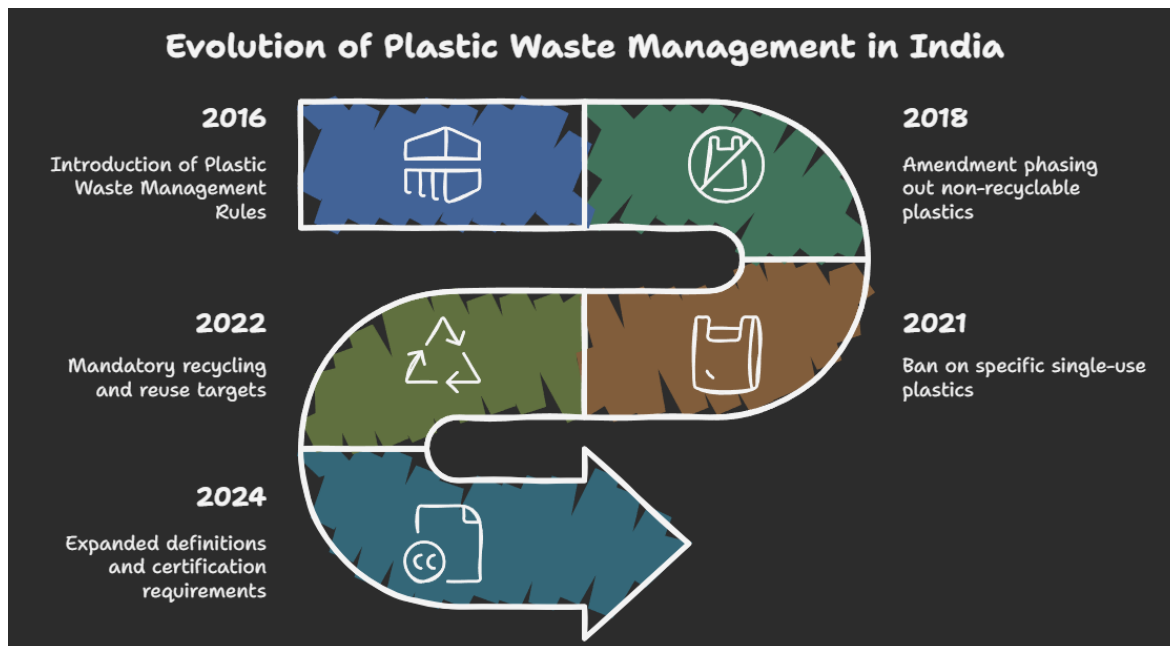 Evolution of Plastic Waste Management in India
2016
Introduction of Plastic
Waste Management
Rules
2018
Amendment phasing
out non-recyclable
plastics
2021
Ban on specific single-use
plastics
2022
Mandatory recycling
and reuse targets
2024
Expanded definitions
and certification
requirements
CC